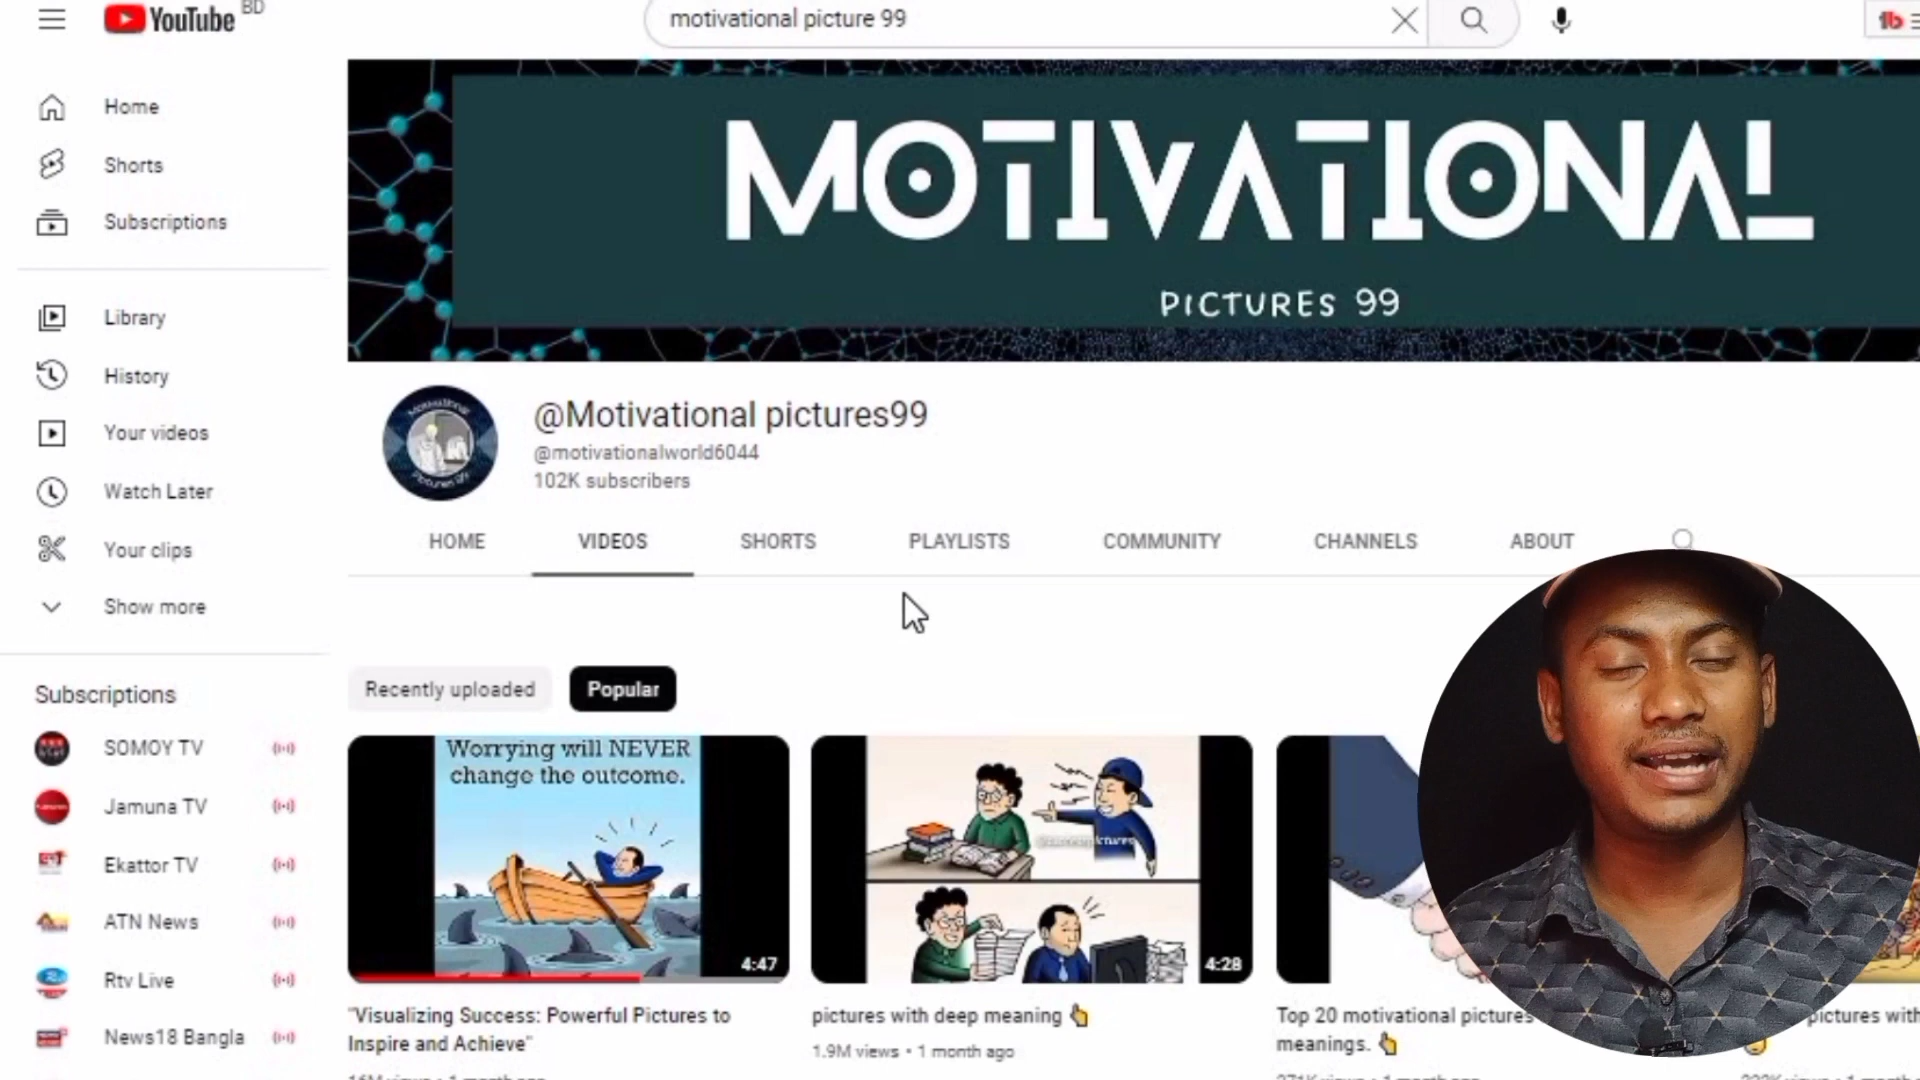 YouTube BD
motivational picture 99
Home
Shorts
Subscriptions
Library
History
Your videos
Watch Later
Your clips
Show more
Subscriptions
SOMOY TV
Jamuna TV
Ekattor TV
ATN News
Rtv Live
News18 Bangla
MOTIVATIONAL
PICTURES 99
@Motivational pictures99
@motivationalworld6044
102K subscribers
HOME VIDEOS SHORTS PLAYLISTS COMMUNITY CHANNELS ABOUT
Recently uploaded Popular
Worrying will NEVER
change the outcome.
4:47
4:28
"Visualizing Success: Powerful Pictures to
Inspire and Achieve"
pictures with deep meaning 👆
1.9M views • 1 month ago
Top 20 motivational pictures
meanings. 👆
pictures with